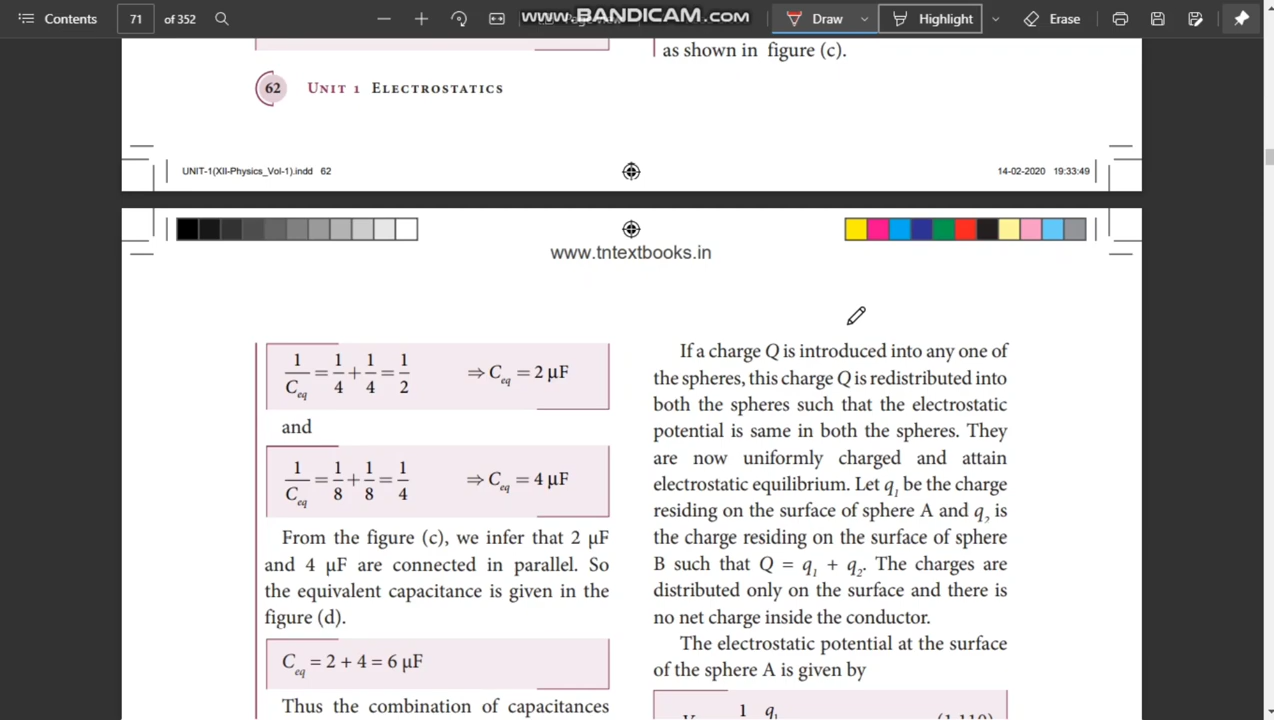 Contents
71
of 352
www.BANDICAM.com
Draw
Highlight
Erase
as shown in figure (c).
62 UNIT 1 ELECTROSTATICS
UNIT-1(XII-Physics_Vol-1).indd 62
14-02-2020 19:33:49
www.tntextbooks.in
1/C_eq = 1/4 + 1/4 = 1/2 ⇒ C_eq = 2 μF
and
1/C_eq = 1/8 + 1/8 = 1/4 ⇒ C_eq = 4 μF
From the figure (c), we infer that 2 μF
and 4 μF are connected in parallel. So
the equivalent capacitance is given in the
figure (d).
C_eq = 2 + 4 = 6 μF
Thus the combination of capacitances
If a charge Q is introduced into any one of
the spheres, this charge Q is redistributed into
both the spheres such that the electrostatic
potential is same in both the spheres. They
are now uniformly charged and attain
electrostatic equilibrium. Let q₁ be the charge
residing on the surface of sphere A and q₂ is
the charge residing on the surface of sphere
B such that Q = q₁ + q₂. The charges are
distributed only on the surface and there is
no net charge inside the conductor.
The electrostatic potential at the surface
of the sphere A is given by
1 q₁
(1.110)